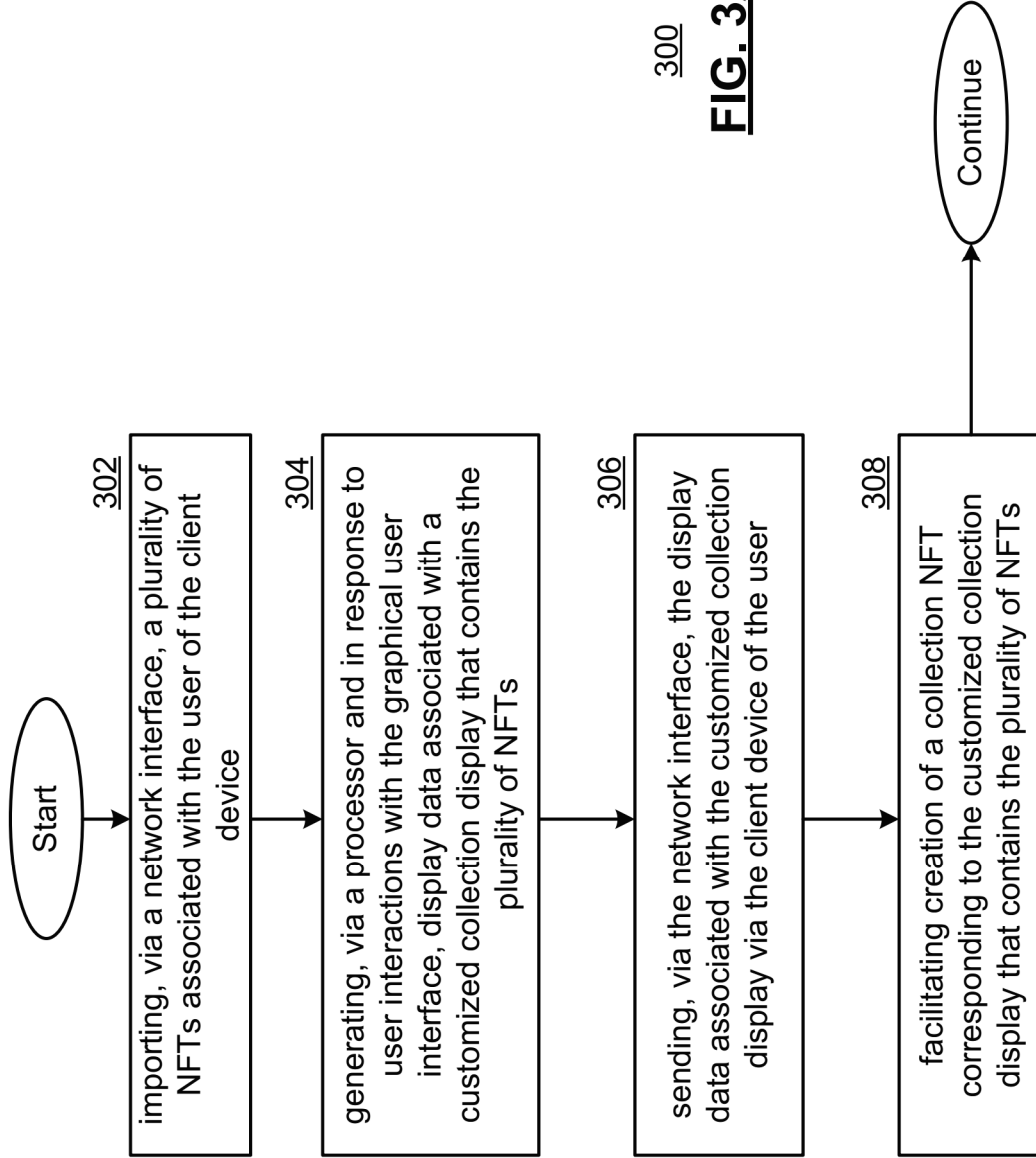 Start
302
importing, via a network interface, a plurality of
NFTs associated with the user of the client
device
304
generating, via a processor and in response to
user interactions with the graphical user
interface, display data associated with a
customized collection display that contains the
plurality of NFTs
306
sending, via the network interface, the display
data associated with the customized collection
display via the client device of the user
308
facilitating creation of a collection NFT
corresponding to the customized collection
display that contains the plurality of NFTs
Continue
300
FIG. 3